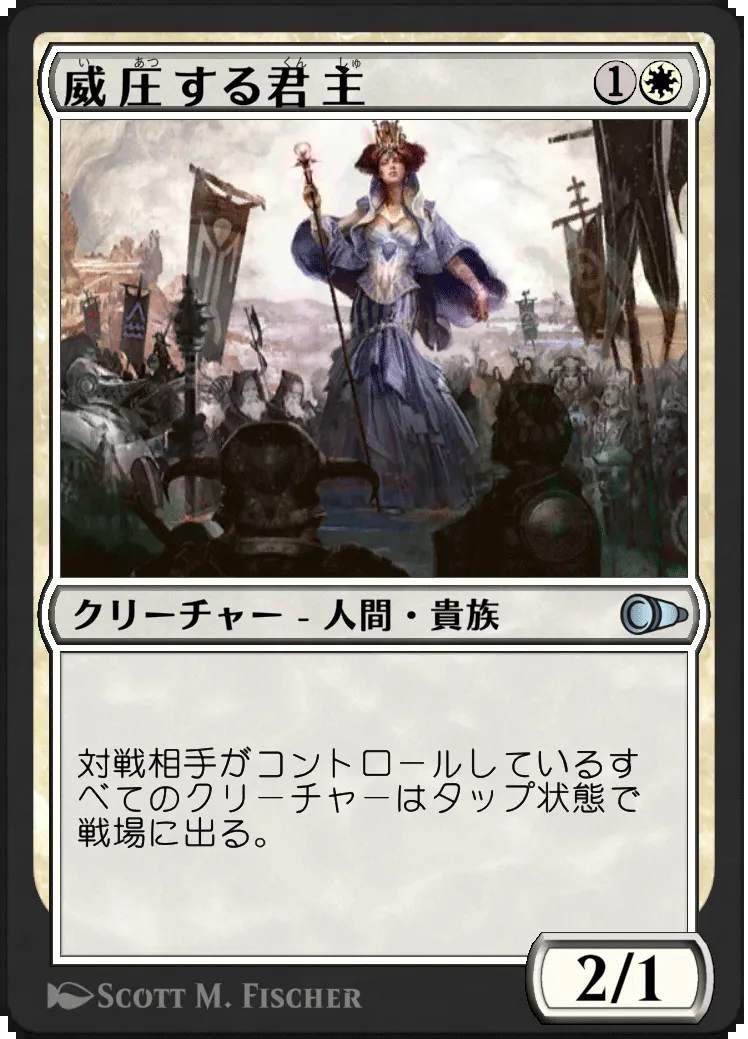 威圧する君主
1
クリーチャー - 人間・貴族
対戦相手がコントロールしているす
べてのクリーチャーはタップ状態で
戦場に出る。
2/1
SCOTT M. FISCHER